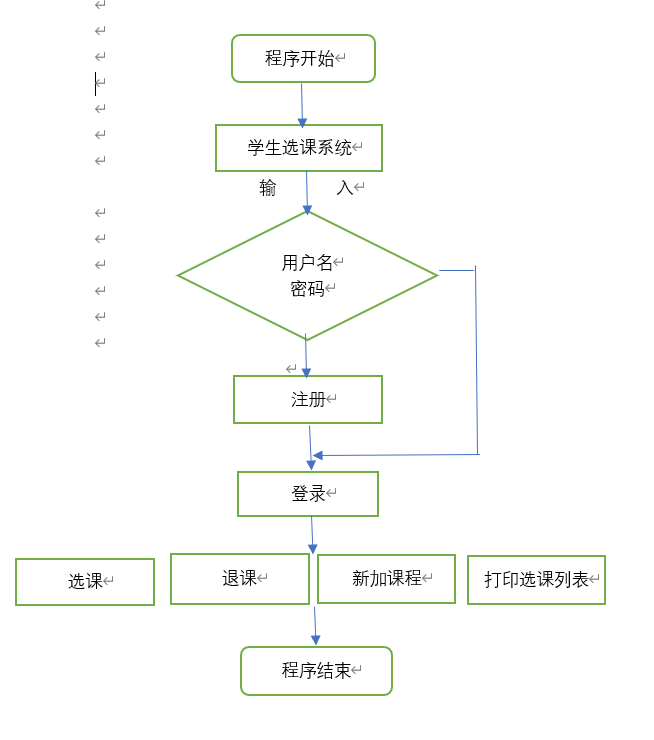 程序开始
学生选课系统
输 入
用户名
密码
注册
登录
选课
退课
新加课程
打印选课列表
程序结束